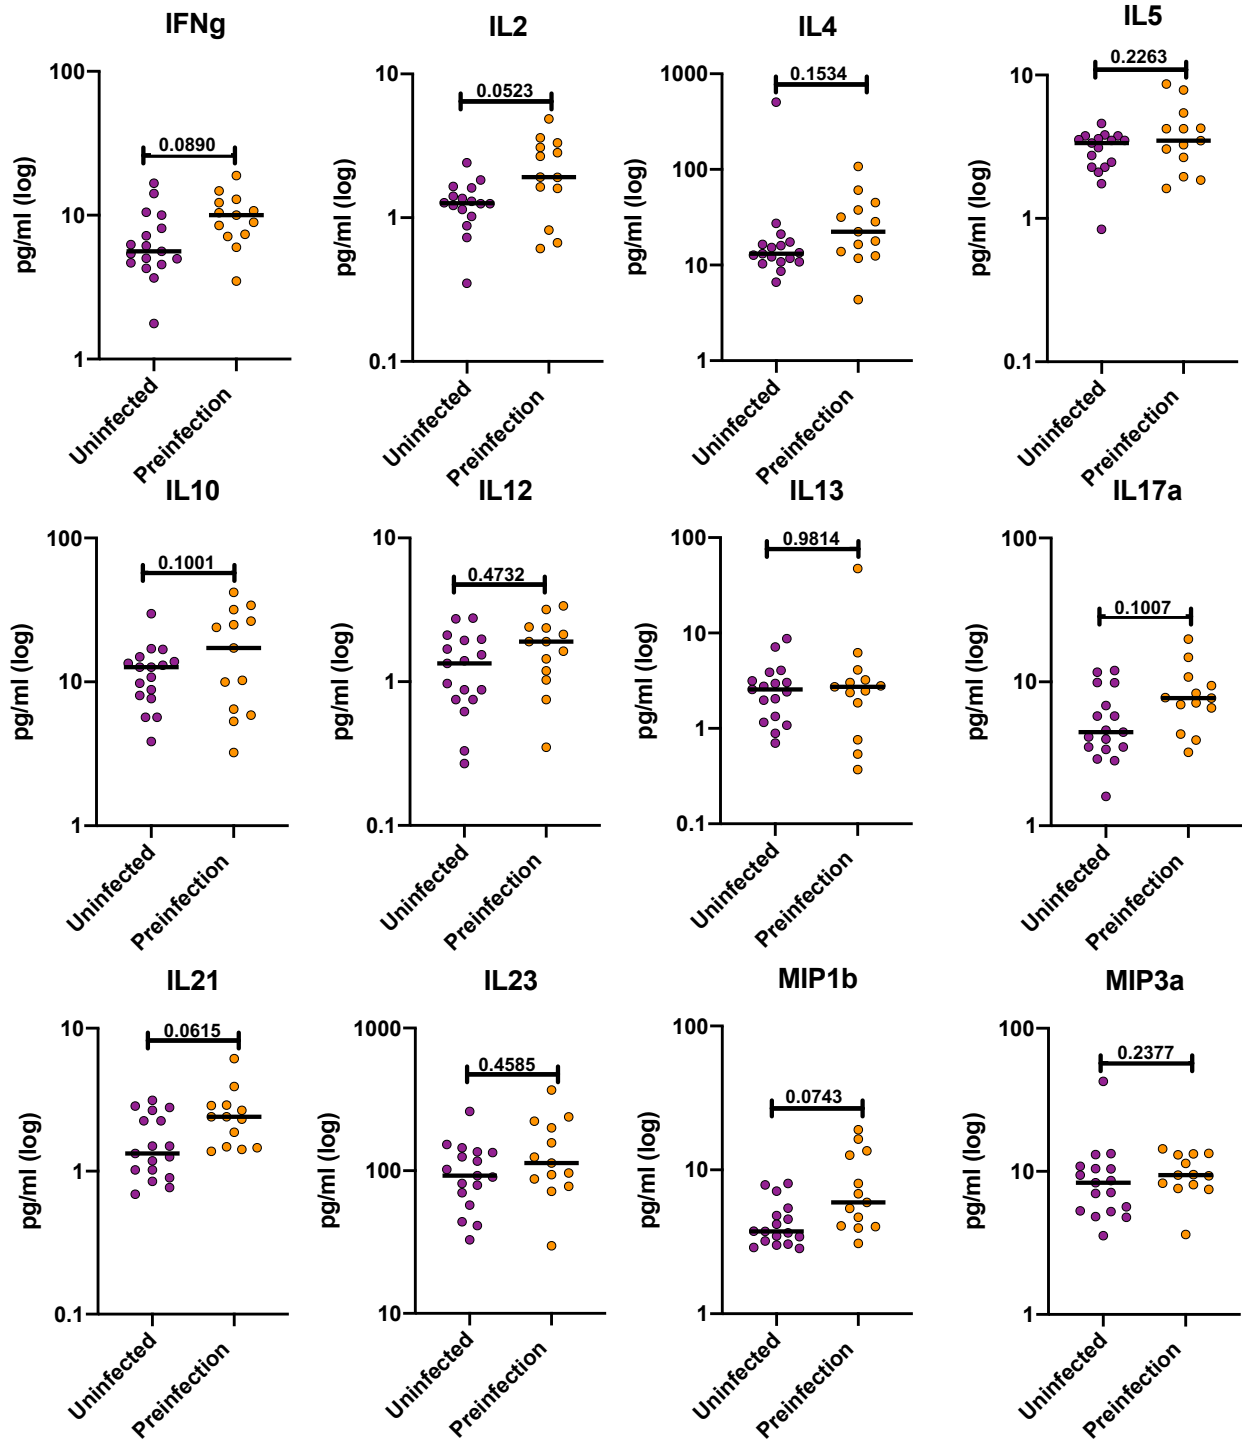 IFNg
100
10
1
pg/ml (log)
0.0890
Uninfected
Preinfection
IL2
10
1
0.1
pg/ml (log)
0.0523
Uninfected
Preinfection
IL4
1000
100
10
1
pg/ml (log)
0.1534
Uninfected
Preinfection
IL5
10
1
0.1
pg/ml (log)
0.2263
Uninfected
Preinfection
IL10
100
10
1
pg/ml (log)
0.1001
Uninfected
Preinfection
IL12
10
1
0.1
pg/ml (log)
0.4732
Uninfected
Preinfection
IL13
100
10
1
0.1
pg/ml (log)
0.9814
Uninfected
Preinfection
IL17a
100
10
1
pg/ml (log)
0.1007
Uninfected
Preinfection
IL21
10
1
0.1
pg/ml (log)
0.0615
Uninfected
Preinfection
IL23
1000
100
10
pg/ml (log)
0.4585
Uninfected
Preinfection
MIP1b
100
10
1
pg/ml (log)
0.0743
Uninfected
Preinfection
MIP3a
100
10
1
pg/ml (log)
0.2377
Uninfected
Preinfection